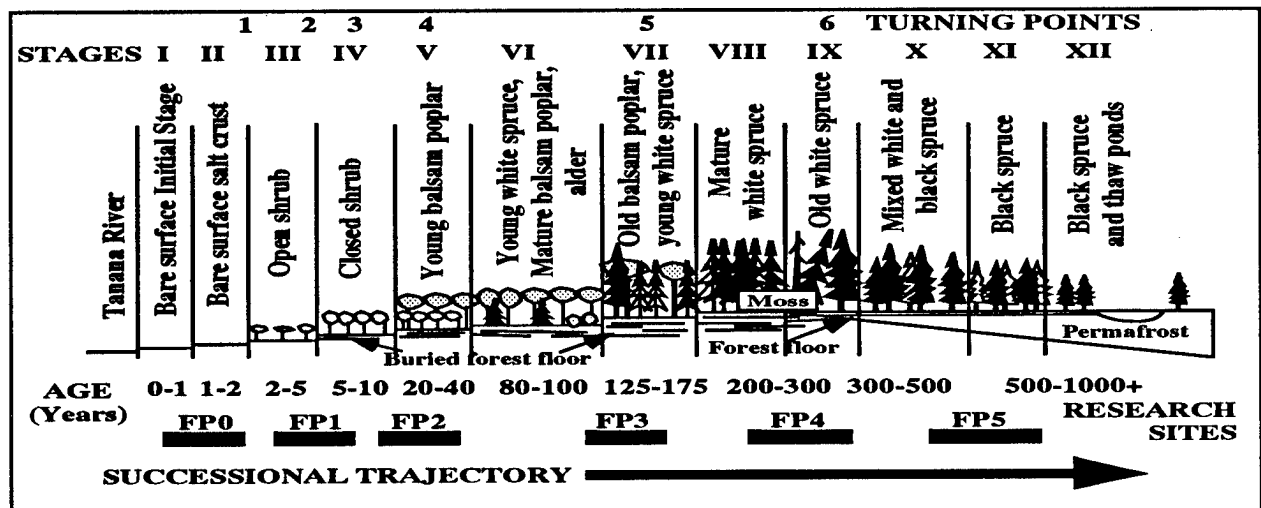 1 2 3 4 5 6 TURNING POINTS
STAGES I II III IV V VI VII VIII IX X XI XII
Tanana River
Bare surface Initial Stage
Bare surface salt crust
Open shrub
Closed shrub
Young balsam poplar
Young white spruce,
Mature balsam poplar,
alder
Old balsam poplar,
young white spruce
Mature
white spruce
Old white spruce
Mixed white and
black spruce
Black spruce
Black spruce
and thaw ponds
Moss
Buried forest floor
Forest floor
Permafrost
AGE
(Years)
0-1 1-2 2-5 5-10 20-40 80-100 125-175 200-300 300-500 500-1000+
FP0 FP1 FP2 FP3 FP4 FP5
RESEARCH
SITES
SUCCESSIONAL TRAJECTORY